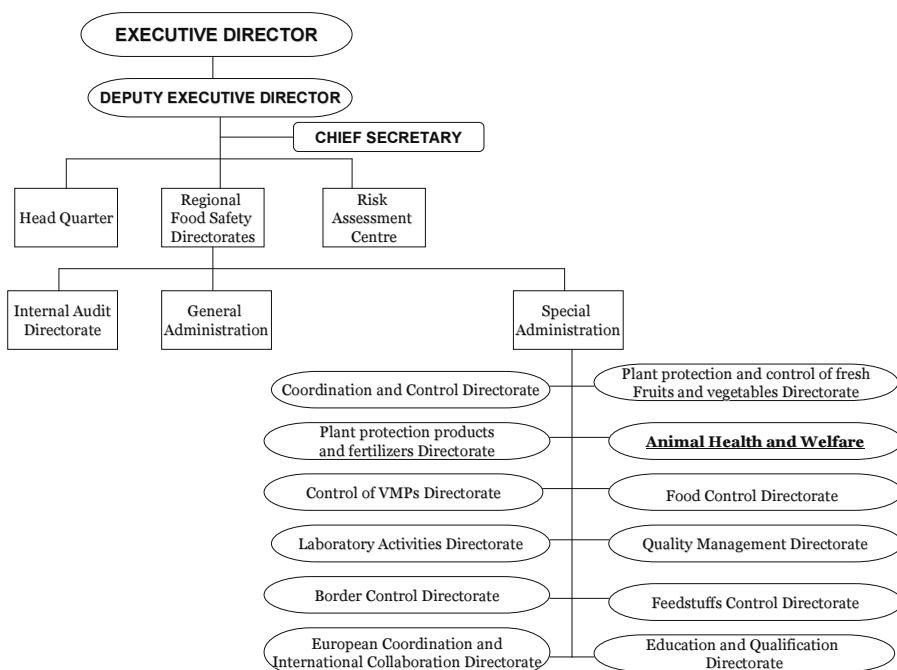 EXECUTIVE DIRECTOR
DEPUTY EXECUTIVE DIRECTOR
CHIEF SECRETARY
Head Quarter
Regional
Food Safety
Directorates
Risk
Assessment
Centre
Internal Audit
Directorate
General
Administration
Special
Administration
Coordination and Control Directorate
Plant protection and control of fresh
Fruits and vegetables Directorate
Plant protection products
and fertilizers Directorate
Animal Health and Welfare
Control of VMPs Directorate
Food Control Directorate
Laboratory Activities Directorate
Quality Management Directorate
Border Control Directorate
Feedstuffs Control Directorate
European Coordination and
International Collaboration Directorate
Education and Qualification
Directorate